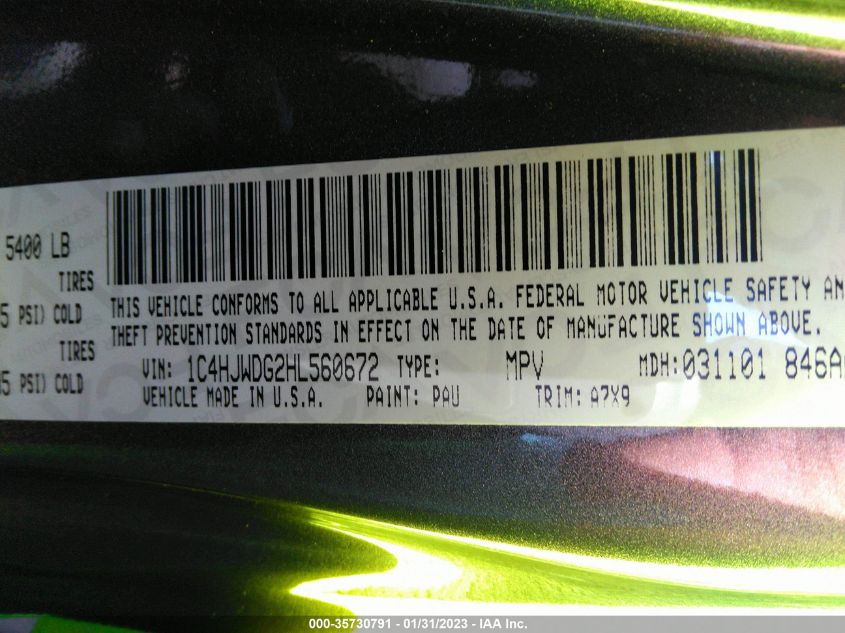 5400 LB
TIRES
5 PSI) COLD
TIRES
5 PSI) COLD
THIS VEHICLE CONFORMS TO ALL APPLICABLE U.S.A. FEDERAL MOTOR VEHICLE SAFETY AN
THEFT PREVENTION STANDARDS IN EFFECT ON THE DATE OF MANUFACTURE SHOWN ABOVE.
VIN: 1C4HJWDG2HL560672 TYPE: MPV MDH: 031101 846A
VEHICLE MADE IN U.S.A. PAINT: PAU TRIM: A7X9
000-35730791 - 01/31/2023 - IAA Inc.